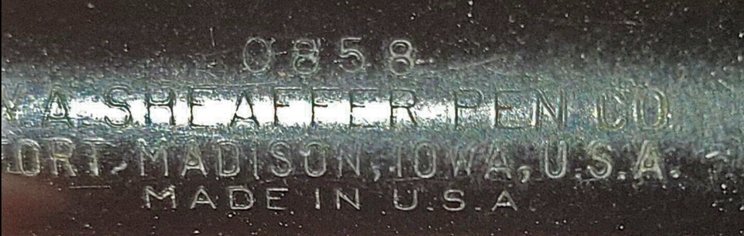 0858
W A SHEAFFER PEN CO.
ORT MADISON, IOWA, U.S.A.
MADE IN U.S.A.